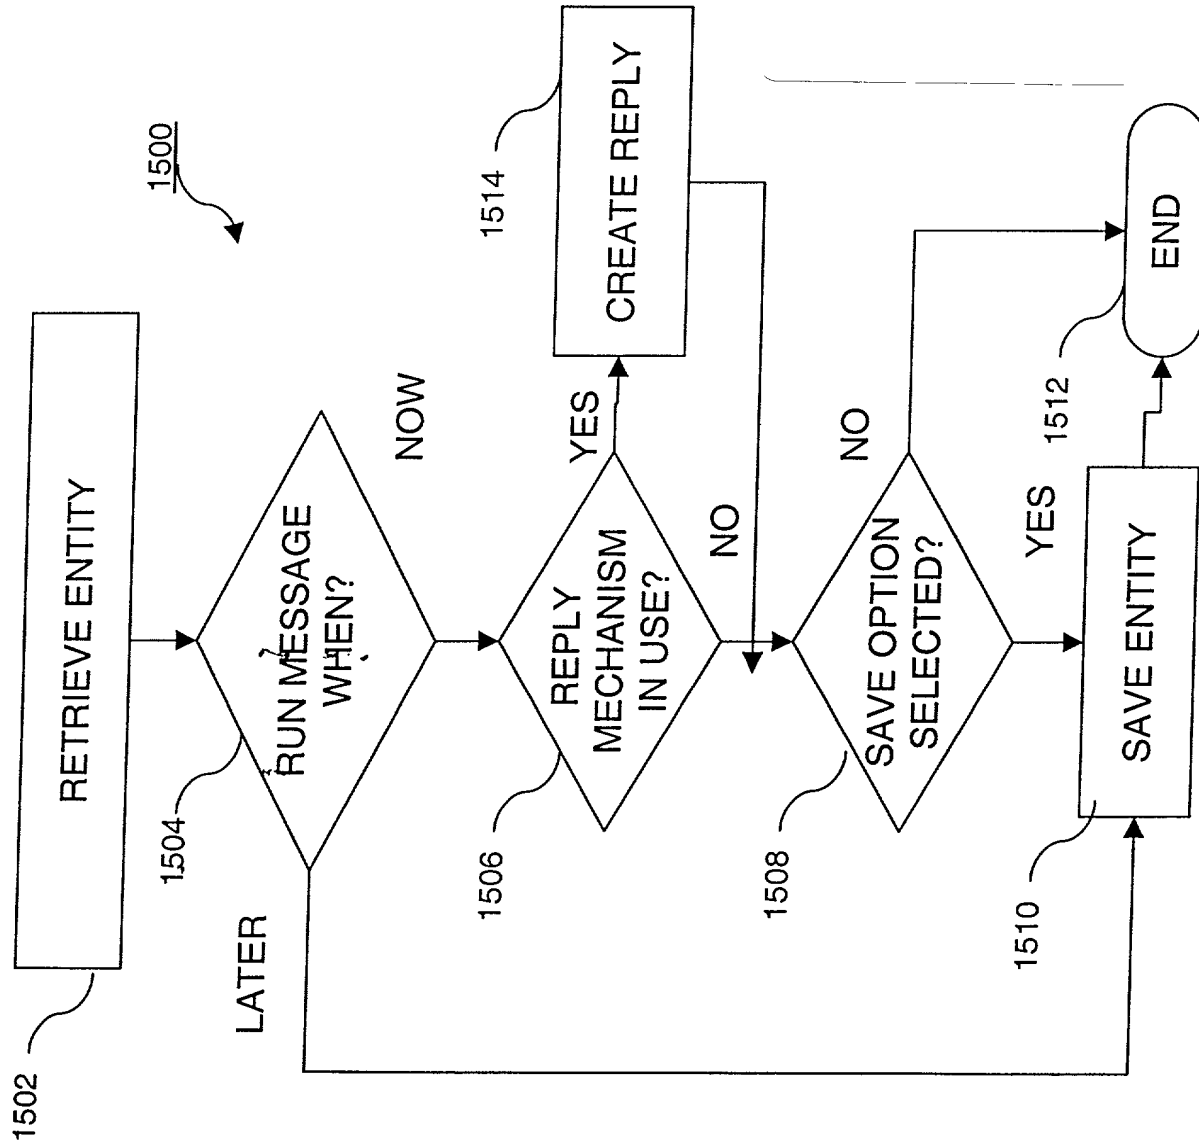 1500
1502
RETRIEVE ENTITY
1504
RUN MESSAGE
WHEN?
LATER
NOW
1506
REPLY
MECHANISM
IN USE?
YES
NO
1514
CREATE REPLY
1508
SAVE OPTION
SELECTED?
NO
YES
1510
SAVE ENTITY
1512
END